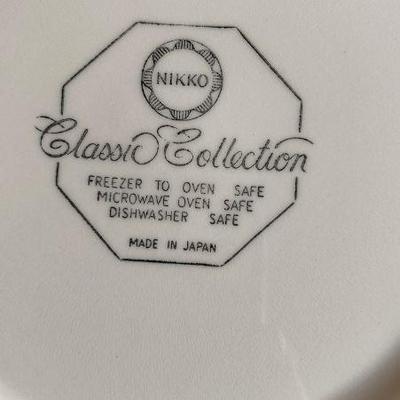 NIKKO
Classic Collection
FREEZER TO OVEN SAFE
MICROWAVE OVEN SAFE
DISHWASHER SAFE
MADE IN JAPAN